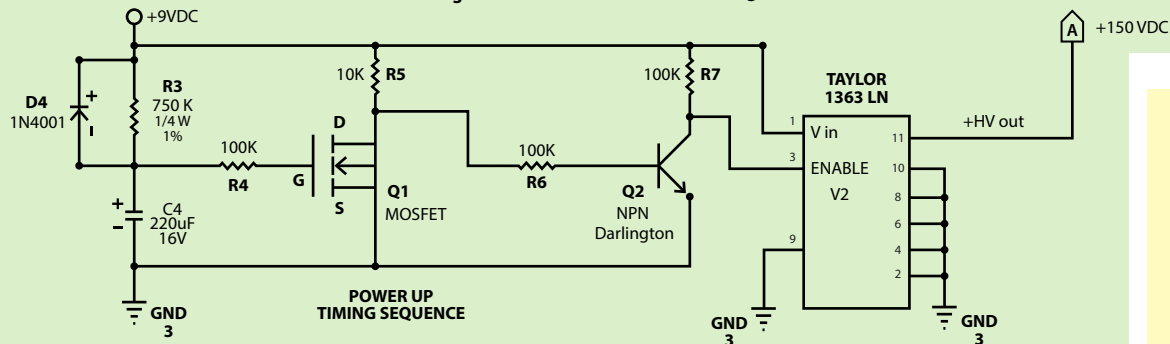 +9VDC
A
+150 VDC
D4
1N4001
+
R3
750 K
1/4 W
1%
10K
R5
100K
R7
TAYLOR
1363 LN
100K
R4
D
G
S
Q1
MOSFET
100K
R6
Q2
NPN
Darlington
1
V in
3
ENABLE
V2
9
11
10
8
6
4
2
+HV out
+
C4
220uF
16V
POWER UP
TIMING SEQUENCE
GND
3
GND
3
GND
3